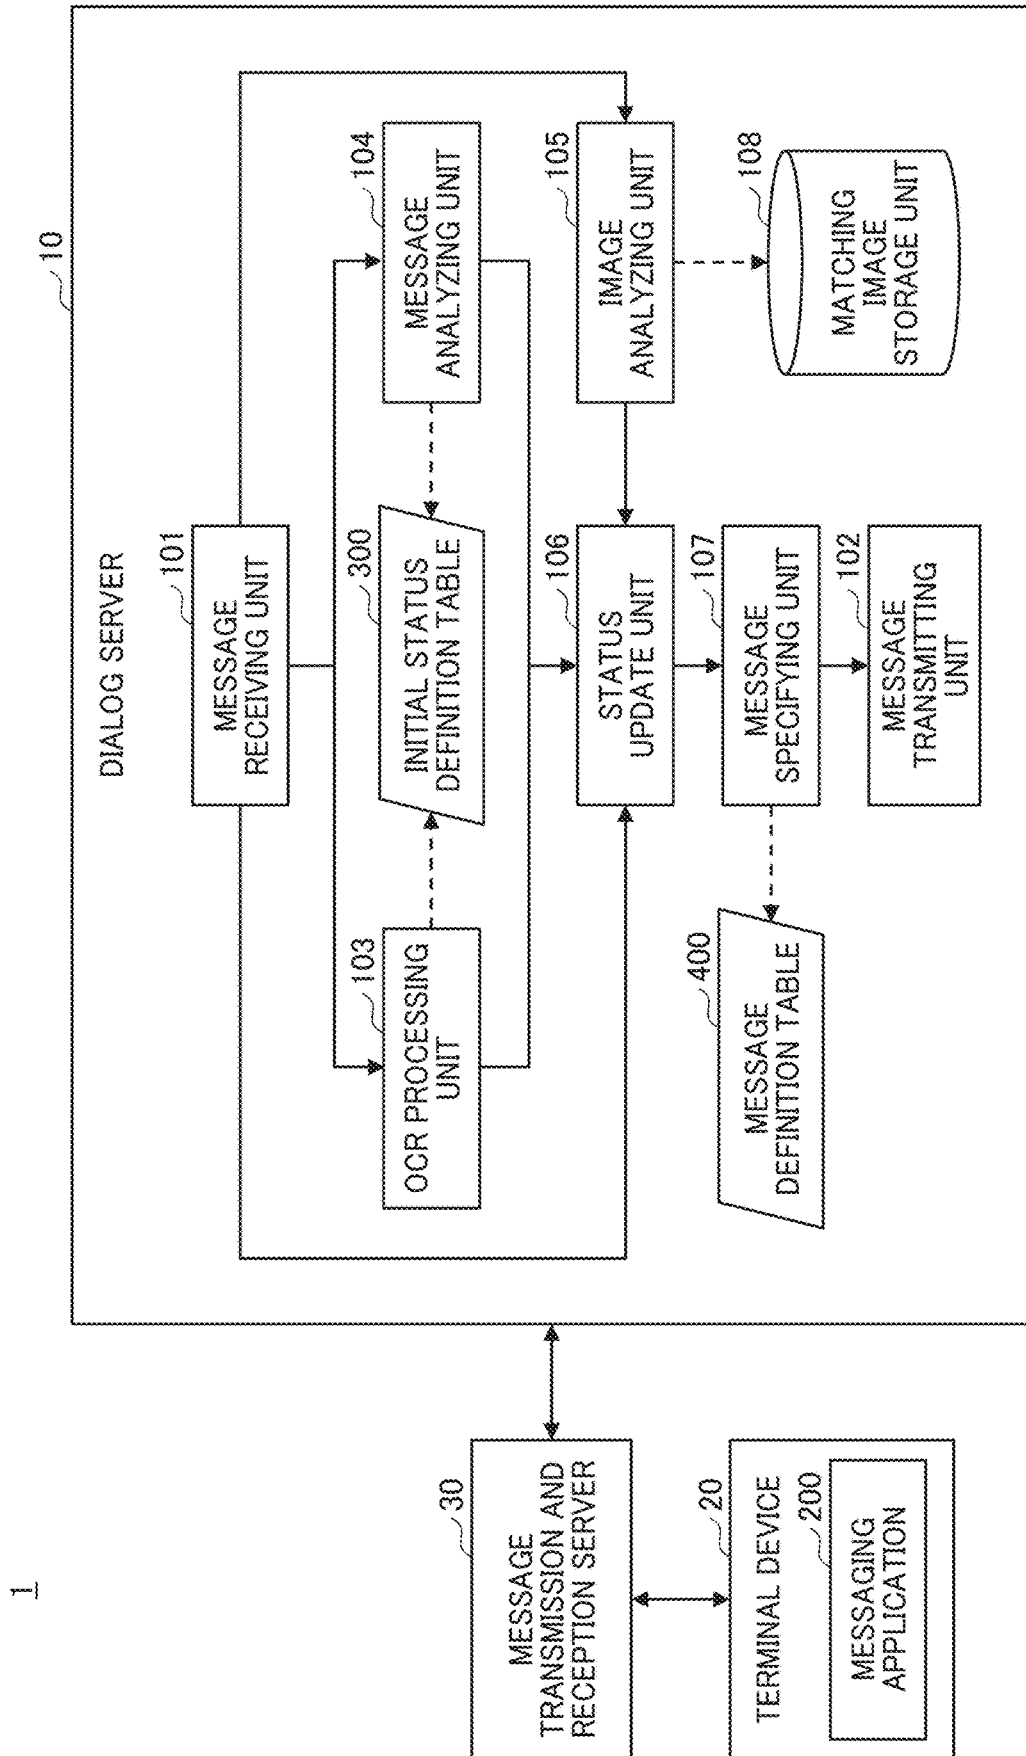 1
30
MESSAGE
TRANSMISSION AND
RECEPTION SERVER
20
TERMINAL DEVICE
200
MESSAGING
APPLICATION
10
DIALOG SERVER
101
MESSAGE
RECEIVING UNIT
103
OCR PROCESSING
UNIT
300
INITIAL STATUS
DEFINITION TABLE
104
MESSAGE
ANALYZING UNIT
106
STATUS
UPDATE UNIT
105
IMAGE
ANALYZING UNIT
400
MESSAGE
DEFINITION TABLE
107
MESSAGE
SPECIFYING UNIT
108
MATCHING
IMAGE
STORAGE UNIT
102
MESSAGE
TRANSMITTING
UNIT